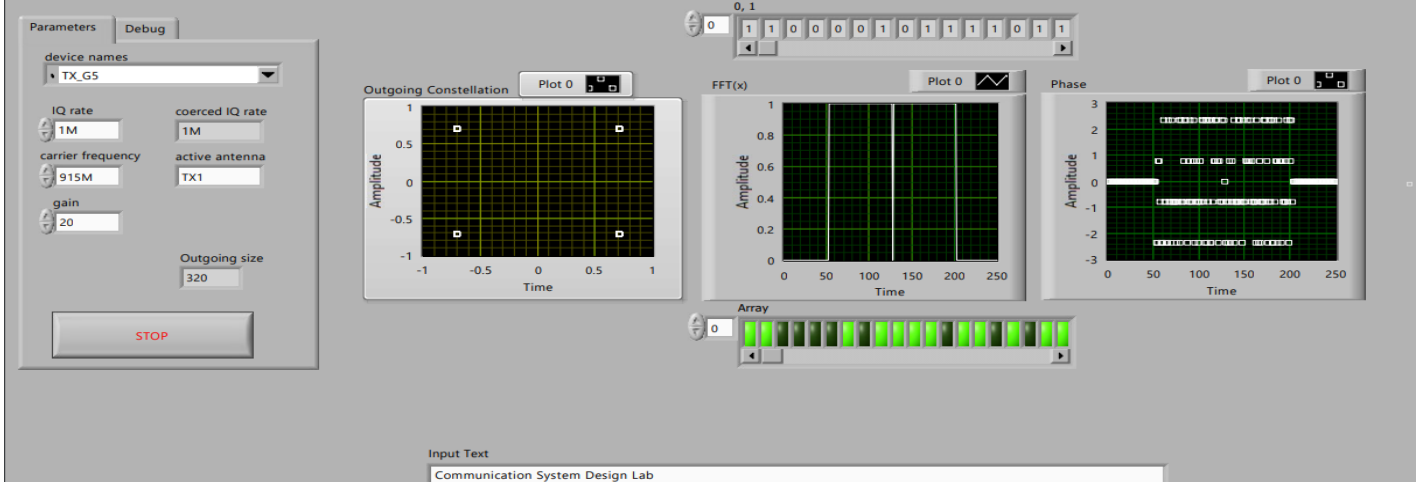 Parameters
Debug
device names
TX_G5
IQ rate
coerced IQ rate
1M
1M
carrier frequency
active antenna
915M
TX1
gain
20
Outgoing size
320
STOP
0, 1
0
1 1 0 0 0 0 1 0 1 1 1 1 0 1 1
Outgoing Constellation
Plot 0
1
0.5
0
-0.5
-1
Amplitude
-1 -0.5 0 0.5 1
Time
FFT(x)
Plot 0
1
0.8
0.6
0.4
0.2
0
Amplitude
0 50 100 150 200 250
Time
Phase
Plot 0
3
2
1
0
-1
-2
-3
Amplitude
0 50 100 150 200 250
Time
Array
0
Input Text
Communication System Design Lab